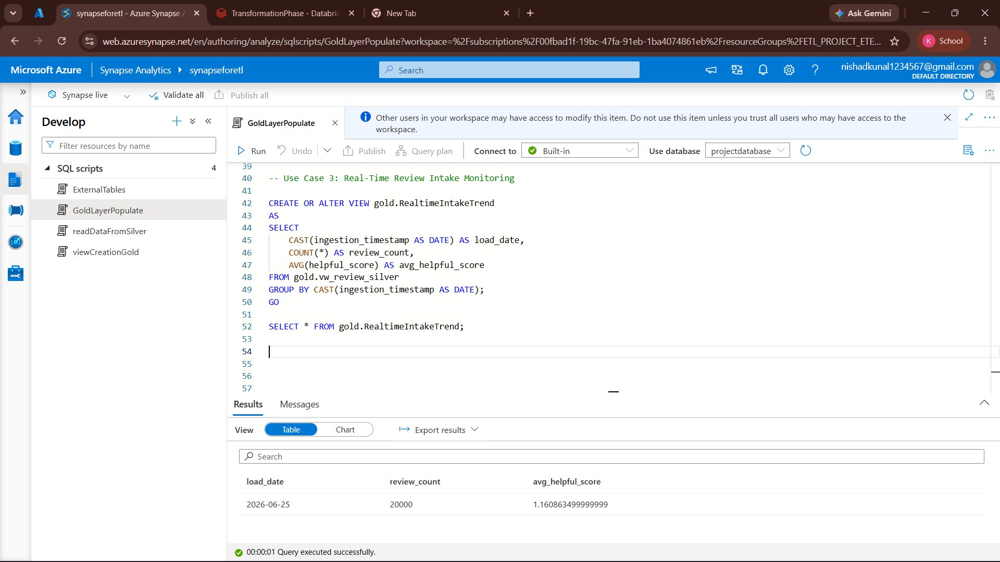 synapseforetl - Azure Synapse A
TransformationPhase - Databric
New Tab
Ask Gemini
web.azuresynapse.net/en/authoring/analyze/sqlscripts/GoldLayerPopulate?workspace=%2Fsubscriptions%2F00fbad1f-19bc-47fa-91eb-1ba4074861eb%2FresourceGroups%2FETL_PROJECT_ETE...
K School
Microsoft Azure
Synapse Analytics
synapseforetl
Search
nishadkunal1234567@gmail.com
DEFAULT DIRECTORY
Synapse live
Validate all
Publish all
Develop
Filter resources by name
SQL scripts 4
ExternalTables
GoldLayerPopulate
readDataFromSilver
viewCreationGold
GoldLayerPopulate
Other users in your workspace may have access to modify this item. Do not use this item unless you trust all users who may have access to the
workspace.
Run
Undo
Publish
Query plan
Connect to
Built-in
Use database
projectdatabase
39
40 -- Use Case 3: Real-Time Review Intake Monitoring
41
42 CREATE OR ALTER VIEW gold.RealtimeIntakeTrend
43 AS
44 SELECT
45 CAST(ingestion_timestamp AS DATE) AS load_date,
46 COUNT(*) AS review_count,
47 AVG(helpful_score) AS avg_helpful_score
48 FROM gold.vw_review_silver
49 GROUP BY CAST(ingestion_timestamp AS DATE);
50 GO
51
52 SELECT * FROM gold.RealtimeIntakeTrend;
53
54
55
56
57
Results
Messages
View
Table
Chart
Export results
Search
load_date review_count avg_helpful_score
2026-06-25 20000 1.160863499999999
00:00:01 Query executed successfully.